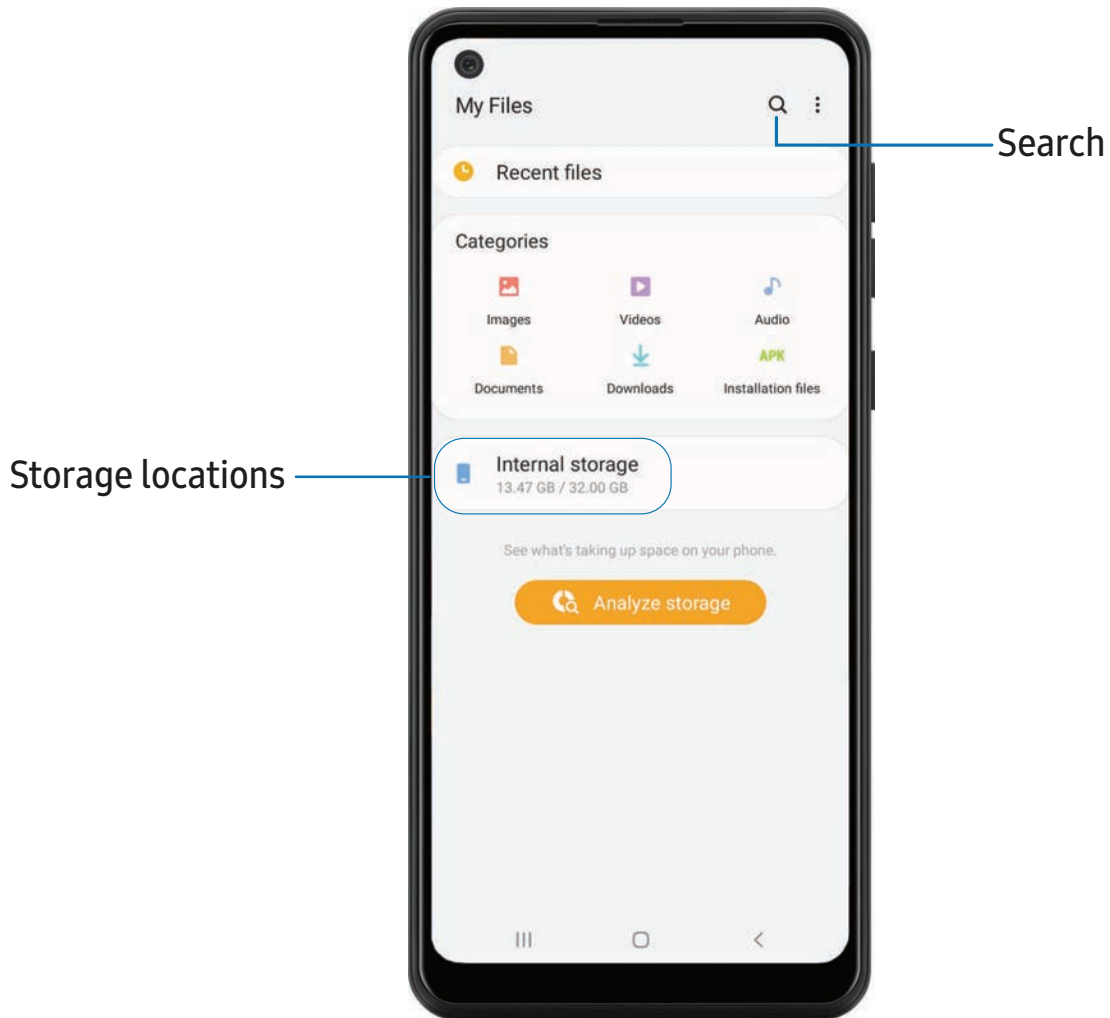 My Files
Search
Recent files
Categories
Images Videos Audio
APK
Documents Downloads Installation files
Storage locations
Internal storage
13.47 GB / 32.00 GB
See what's taking up space on your phone.
Analyze storage